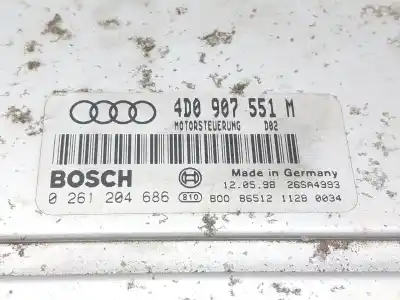 4D0 907 551 M
MOTORSTEUERUNG D02
BOSCH
Made in Germany
12.05.98 26SA4993
0 261 204 686 810 BOO 86512 1128 0034